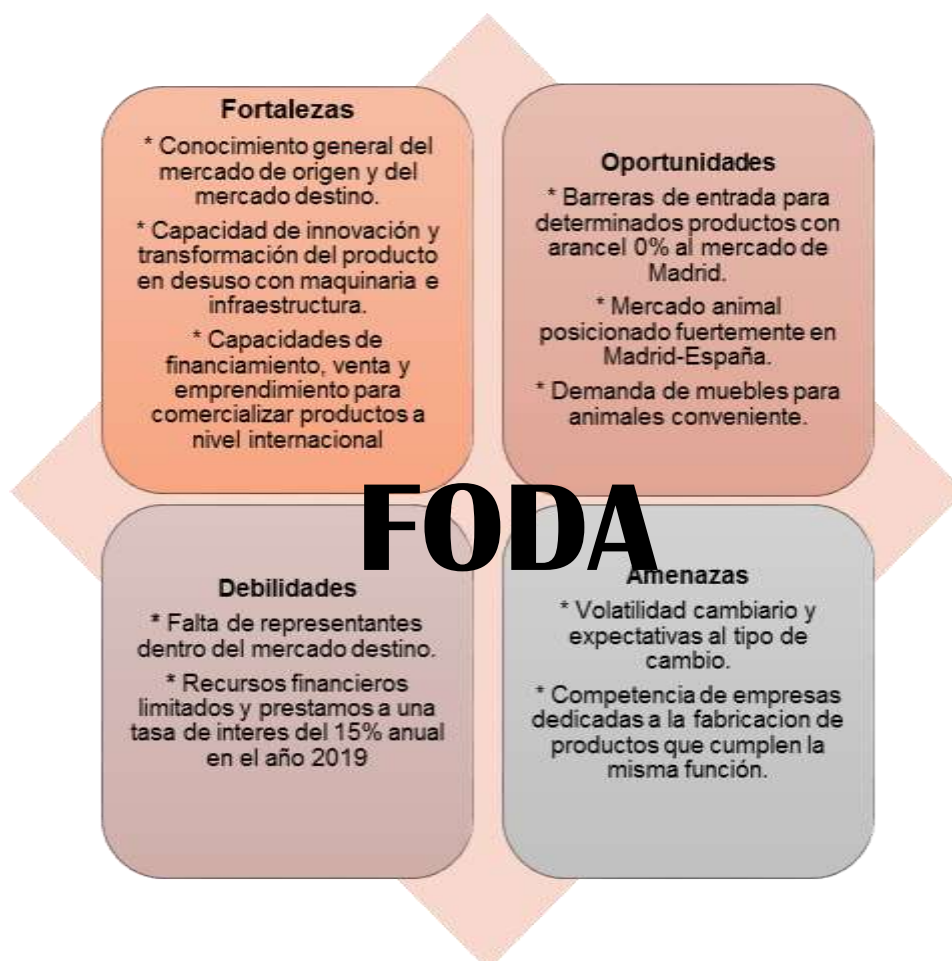 Fortalezas
* Conocimiento general del
mercado de origen y del
mercado destino.
* Capacidad de innovación y
transformación del producto
en desuso con maquinaria e
infraestructura.
* Capacidades de
financiamiento, venta y
emprendimiento para
comercializar productos a
nivel internacional
Oportunidades
* Barreras de entrada para
determinados productos con
arancel 0% al mercado de
Madrid.
* Mercado animal
posicionado fuertemente en
Madrid-España.
* Demanda de muebles para
animales conveniente.
FODA
Debilidades
* Falta de representantes
dentro del mercado destino.
* Recursos financieros
limitados y prestamos a una
tasa de interes del 15% anual
en el año 2019
Amenazas
* Volatilidad cambiario y
expectativas al tipo de
cambio.
* Competencia de empresas
dedicadas a la fabricacion de
productos que cumplen la
misma función.